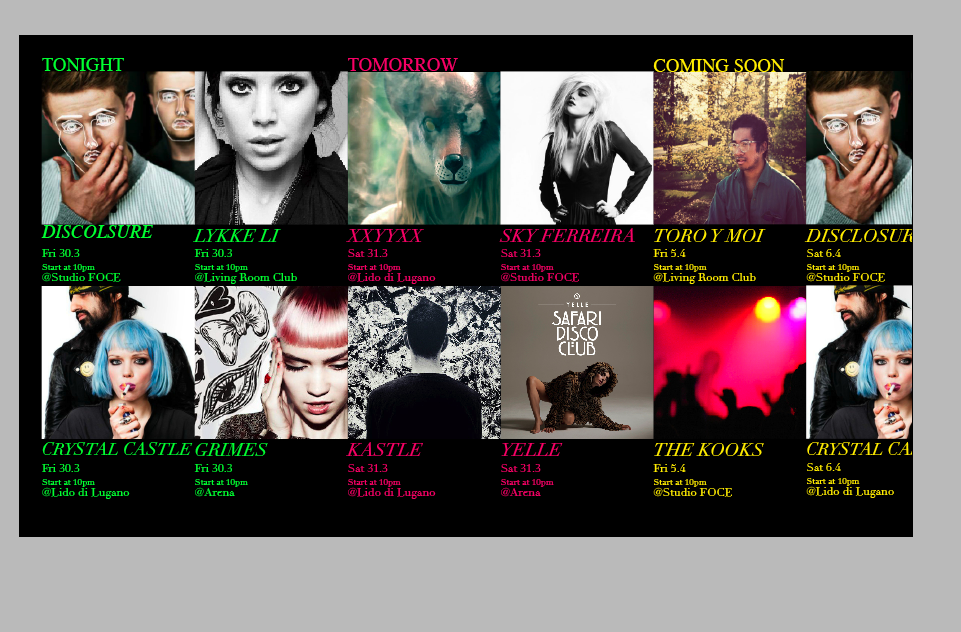 TONIGHT
TOMORROW
COMING SOON
DISCOLSURE
Fri 30.3
Start at 10pm
@Studio FOCE
LYKKE LI
Fri 30.3
Start at 10pm
@Living Room Club
XXYYXX
Sat 31.3
Start at 10pm
@Lido di Lugano
SKY FERREIRA
Sat 31.3
Start at 10pm
@Studio FOCE
TORO Y MOI
Fri 5.4
Start at 10pm
@Living Room Club
DISCLOSUR
Sat 6.4
Start at 10pm
@Studio FOCE
YELLE
SAFARI
DISCO
CLUB
CRYSTAL CASTLE
Fri 30.3
Start at 10pm
@Lido di Lugano
GRIMES
Fri 30.3
Start at 10pm
@Arena
KASTLE
Sat 31.3
Start at 10pm
@Lido di Lugano
YELLE
Sat 31.3
Start at 10pm
@Arena
THE KOOKS
Fri 5.4
Start at 10pm
@Studio FOCE
CRYSTAL CA
Sat 6.4
Start at 10pm
@Lido di Lugano